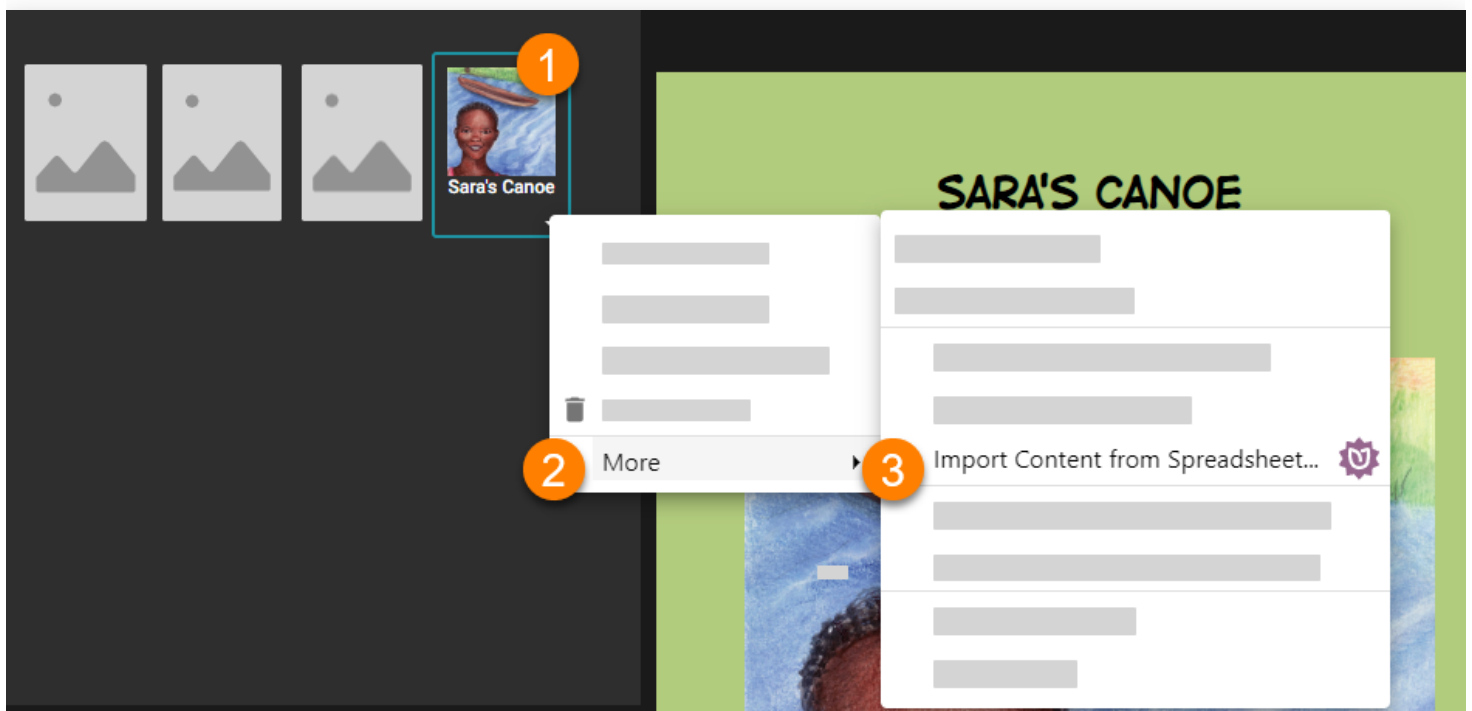 1
Sara's Canoe
SARA'S CANOE
2
More
3
Import Content from Spreadsheet...